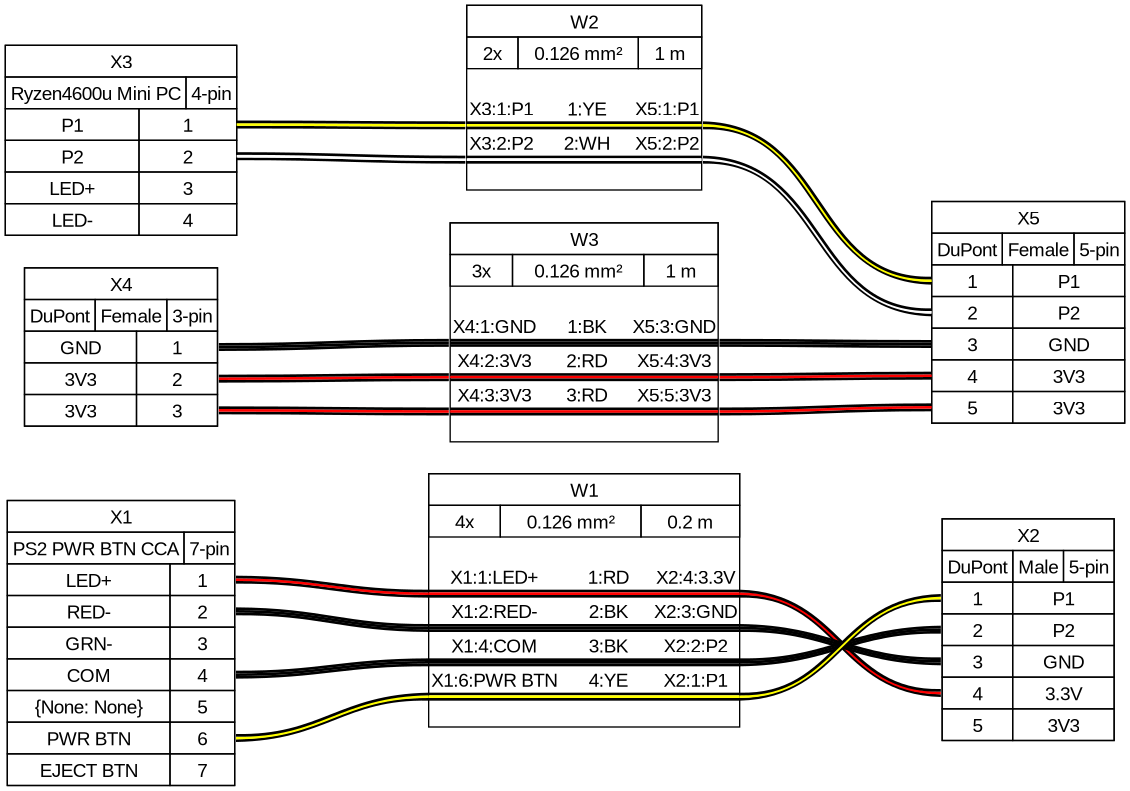 X3
Ryzen4600u Mini PC 4-pin
P1 1
P2 2
LED+ 3
LED- 4
W2
2x 0.126 mm² 1 m
X3:1:P1 1:YE X5:1:P1
X3:2:P2 2:WH X5:2:P2
X4
DuPont Female 3-pin
GND 1
3V3 2
3V3 3
W3
3x 0.126 mm² 1 m
X4:1:GND 1:BK X5:3:GND
X4:2:3V3 2:RD X5:4:3V3
X4:3:3V3 3:RD X5:5:3V3
X5
DuPont Female 5-pin
1 P1
2 P2
3 GND
4 3V3
5 3V3
X1
PS2 PWR BTN CCA 7-pin
LED+ 1
RED- 2
GRN- 3
COM 4
{None: None} 5
PWR BTN 6
EJECT BTN 7
W1
4x 0.126 mm² 0.2 m
X1:1:LED+ 1:RD X2:4:3.3V
X1:2:RED- 2:BK X2:3:GND
X1:4:COM 3:BK X2:2:P2
X1:6:PWR BTN 4:YE X2:1:P1
X2
DuPont Male 5-pin
1 P1
2 P2
3 GND
4 3.3V
5 3V3